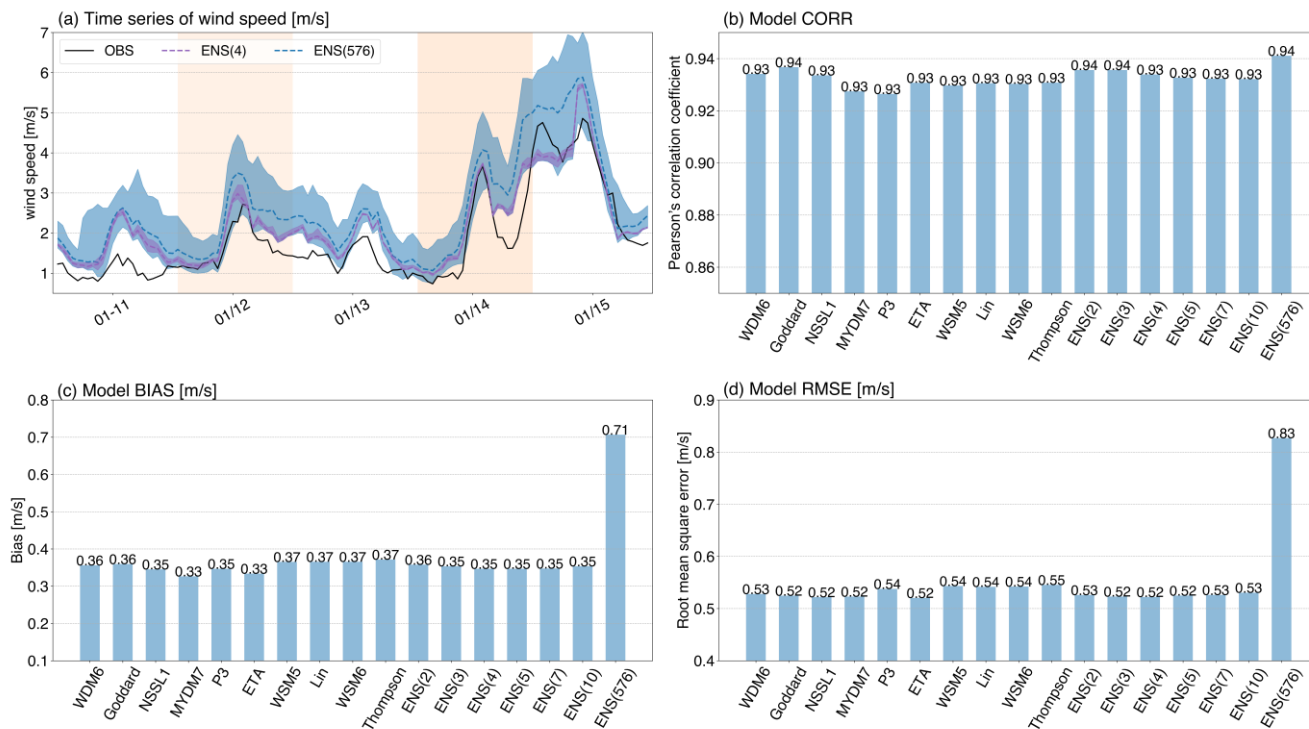 (a) Time series of wind speed [m/s]
OBS ENS(4) ENS(576)
wind speed [m/s]
7
6
5
4
3
2
1
01-11 01/12 01/13 01/14 01/15
(b) Model CORR
Pearson's correlation coefficient
0.94
0.92
0.90
0.88
0.86
0.93 0.94 0.93 0.93 0.93 0.93 0.93 0.93 0.93 0.93 0.94 0.94 0.93 0.93 0.93 0.93 0.94
WDM6 Goddard NSSL1 MYDM7 P3 ETA WSM5 Lin WSM6 Thompson ENS(2) ENS(3) ENS(4) ENS(5) ENS(7) ENS(10) ENS(576)
(c) Model BIAS [m/s]
Bias [m/s]
0.8
0.7
0.6
0.5
0.4
0.3
0.2
0.1
0.36 0.36 0.35 0.33 0.35 0.33 0.37 0.37 0.37 0.37 0.36 0.35 0.35 0.35 0.35 0.35 0.71
WDM6 Goddard NSSL1 MYDM7 P3 ETA WSM5 Lin WSM6 Thompson ENS(2) ENS(3) ENS(4) ENS(5) ENS(7) ENS(10) ENS(576)
(d) Model RMSE [m/s]
Root mean square error [m/s]
0.9
0.8
0.7
0.6
0.5
0.4
0.53 0.52 0.52 0.52 0.54 0.52 0.54 0.54 0.54 0.55 0.53 0.52 0.52 0.52 0.53 0.53 0.83
WDM6 Goddard NSSL1 MYDM7 P3 ETA WSM5 Lin WSM6 Thompson ENS(2) ENS(3) ENS(4) ENS(5) ENS(7) ENS(10) ENS(576)